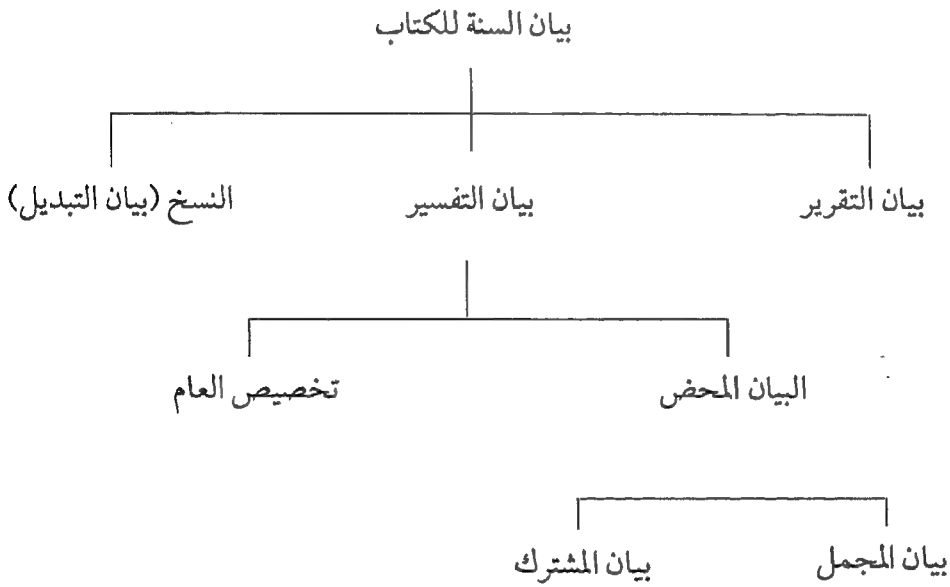 بيان السنة للكتاب
بيان التقرير
بيان التفسير
النسخ (بيان التبديل)
البيان المحض
تخصيص العام
بيان المجمل
بيان المشترك